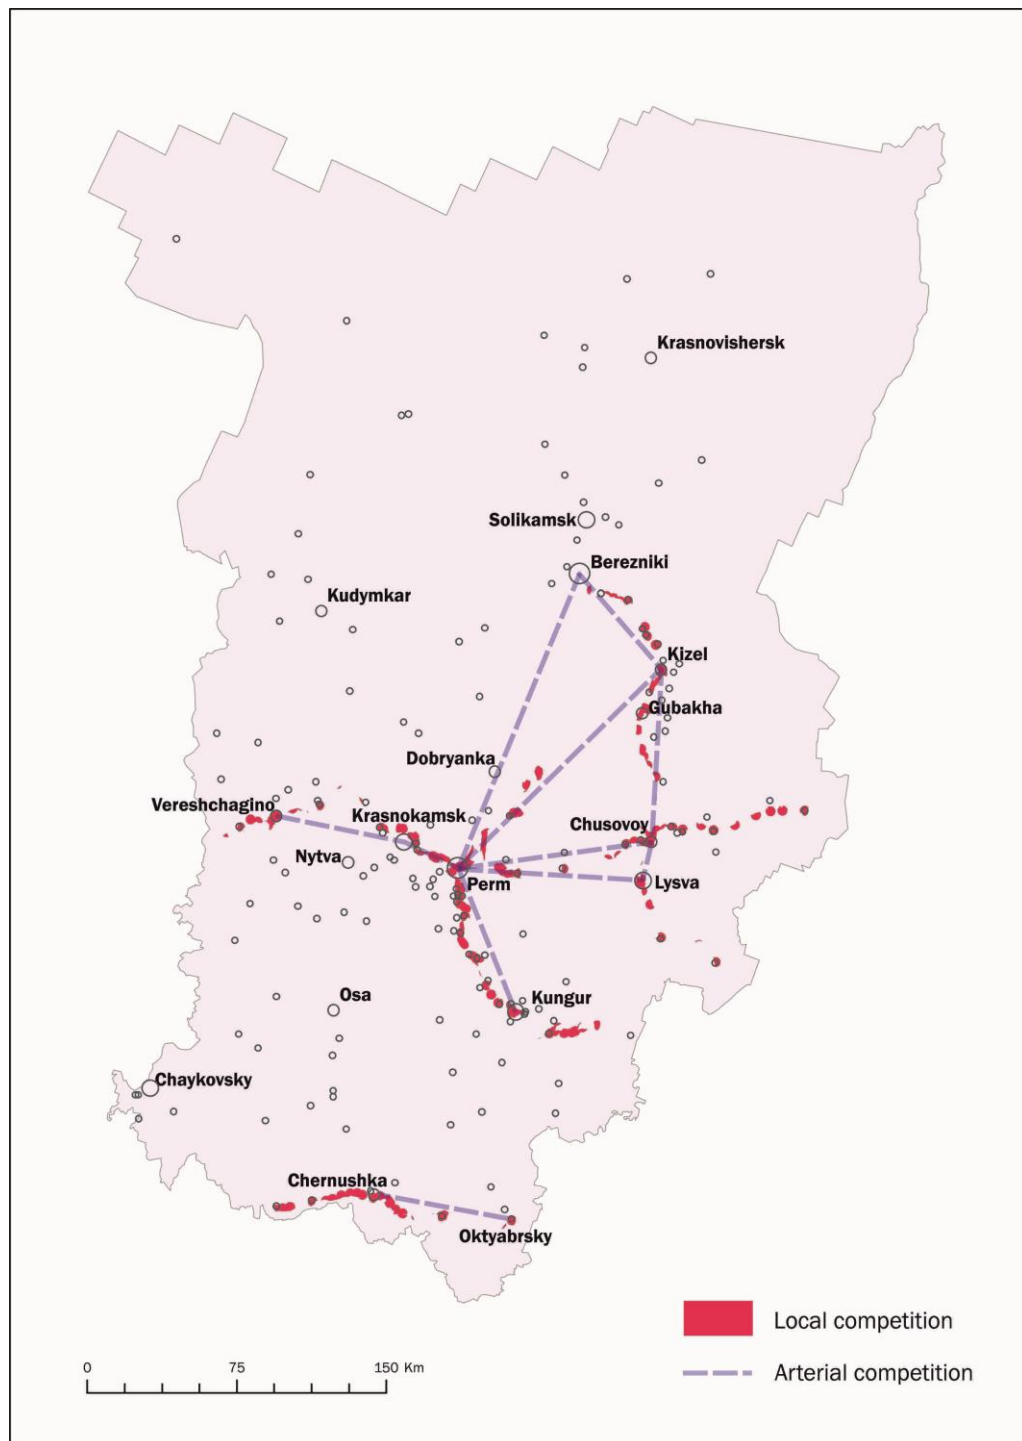 Krasnovishersk
Solikamsk
Berezniki
Kudymkar
Kizel
Gubakha
Dobryanka
Vereshchagino
Krasnokamsk
Chusovoy
Nytva
Perm
Lysva
Osa
Kungur
Chaykovsky
Chernushka
Oktyabrsky
Local competition
0 75 150 Km
Arterial competition